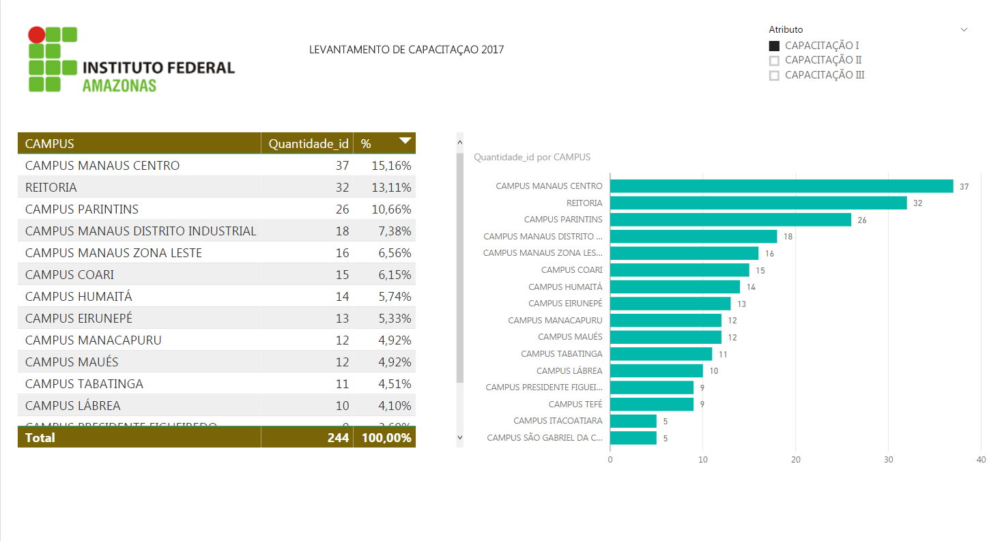 INSTITUTO FEDERAL
AMAZONAS
LEVANTAMENTO DE CAPACITAÇAO 2017
Atributo
CAPACITAÇÃO I
CAPACITAÇÃO II
CAPACITAÇÃO III
CAMPUS Quantidade_id %
CAMPUS MANAUS CENTRO 37 15,16%
REITORIA 32 13,11%
CAMPUS PARINTINS 26 10,66%
CAMPUS MANAUS DISTRITO INDUSTRIAL 18 7,38%
CAMPUS MANAUS ZONA LESTE 16 6,56%
CAMPUS COARI 15 6,15%
CAMPUS HUMAITÁ 14 5,74%
CAMPUS EIRUNEPÉ 13 5,33%
CAMPUS MANACAPURU 12 4,92%
CAMPUS MAUÉS 12 4,92%
CAMPUS TABATINGA 11 4,51%
CAMPUS LÁBREA 10 4,10%
CAMPUS PRESIDENTE FIGUEIREDO 9 3,69%
Total 244 100,00%
Quantidade_id por CAMPUS
CAMPUS MANAUS CENTRO 37
REITORIA 32
CAMPUS PARINTINS 26
CAMPUS MANAUS DISTRITO ... 18
CAMPUS MANAUS ZONA LES... 16
CAMPUS COARI 15
CAMPUS HUMAITÁ 14
CAMPUS EIRUNEPÉ 13
CAMPUS MANACAPURU 12
CAMPUS MAUÉS 12
CAMPUS TABATINGA 11
CAMPUS LÁBREA 10
CAMPUS PRESIDENTE FIGUEI... 9
CAMPUS TEFÉ 9
CAMPUS ITACOATIARA 5
CAMPUS SÃO GABRIEL DA C... 5
0 10 20 30 40